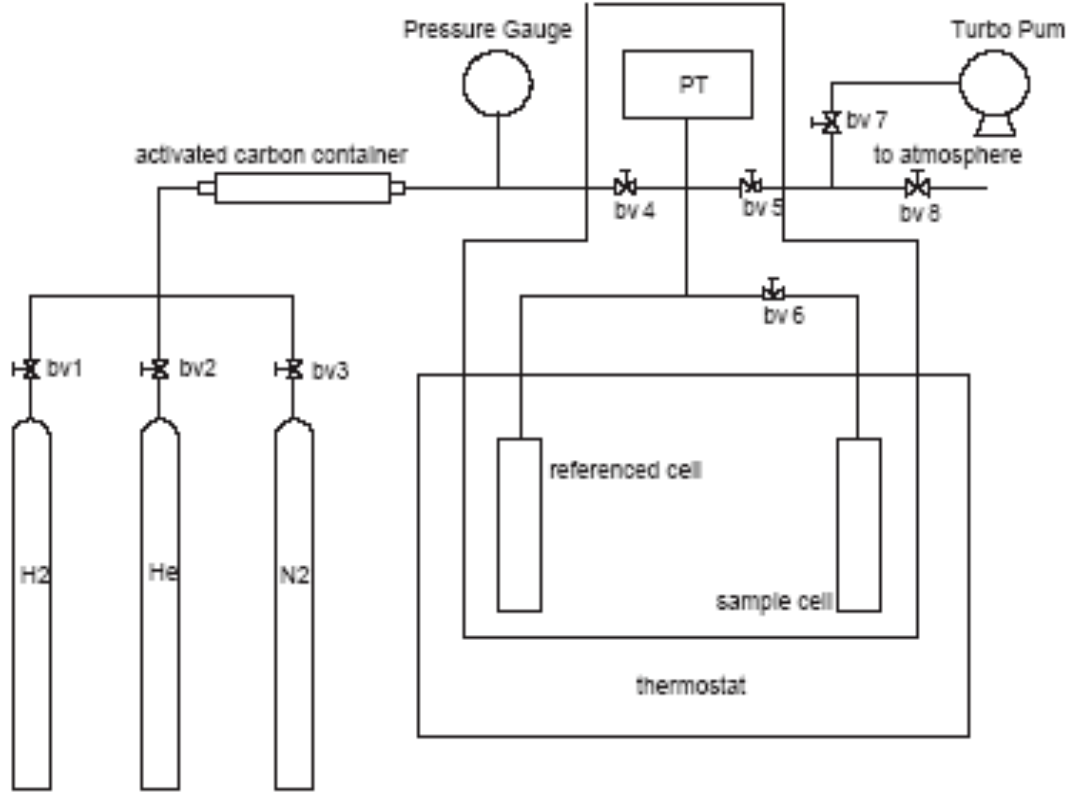 Pressure Gauge
Turbo Pum
PT
bv 7
activated carbon container
to atmosphere
bv 4
bv 5
bv 8
bv 6
bv1
bv2
bv3
referenced cell
H2
He
N2
sample cell
thermostat